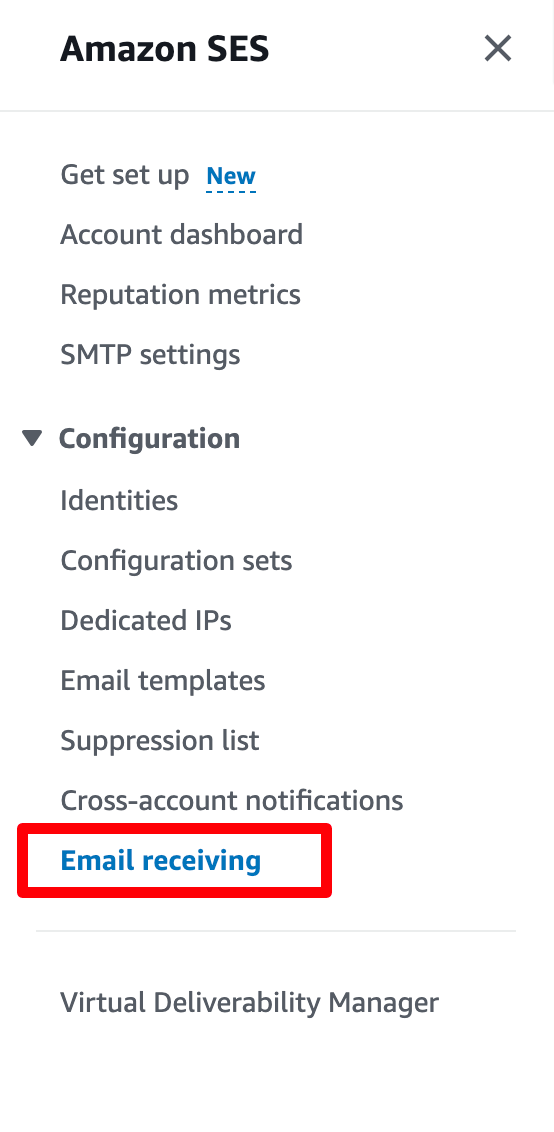 Amazon SES
Get set up New
Account dashboard
Reputation metrics
SMTP settings
Configuration
Identities
Configuration sets
Dedicated IPs
Email templates
Suppression list
Cross-account notifications
Email receiving
Virtual Deliverability Manager